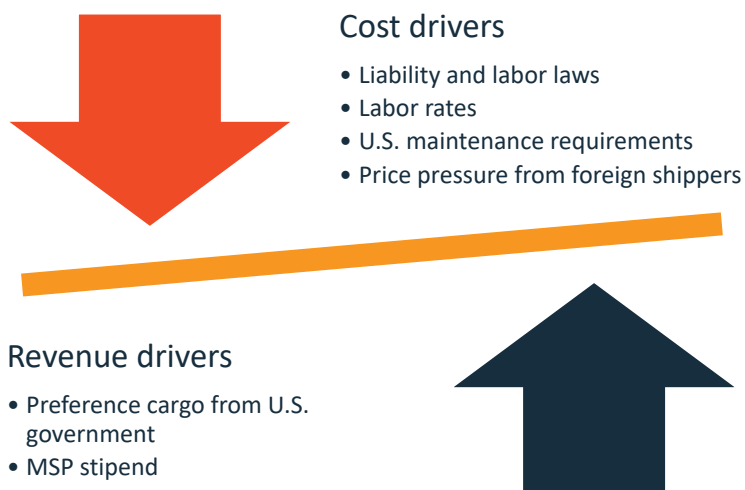 Cost drivers
• Liability and labor laws
• Labor rates
• U.S. maintenance requirements
• Price pressure from foreign shippers
Revenue drivers
• Preference cargo from U.S.
government
• MSP stipend